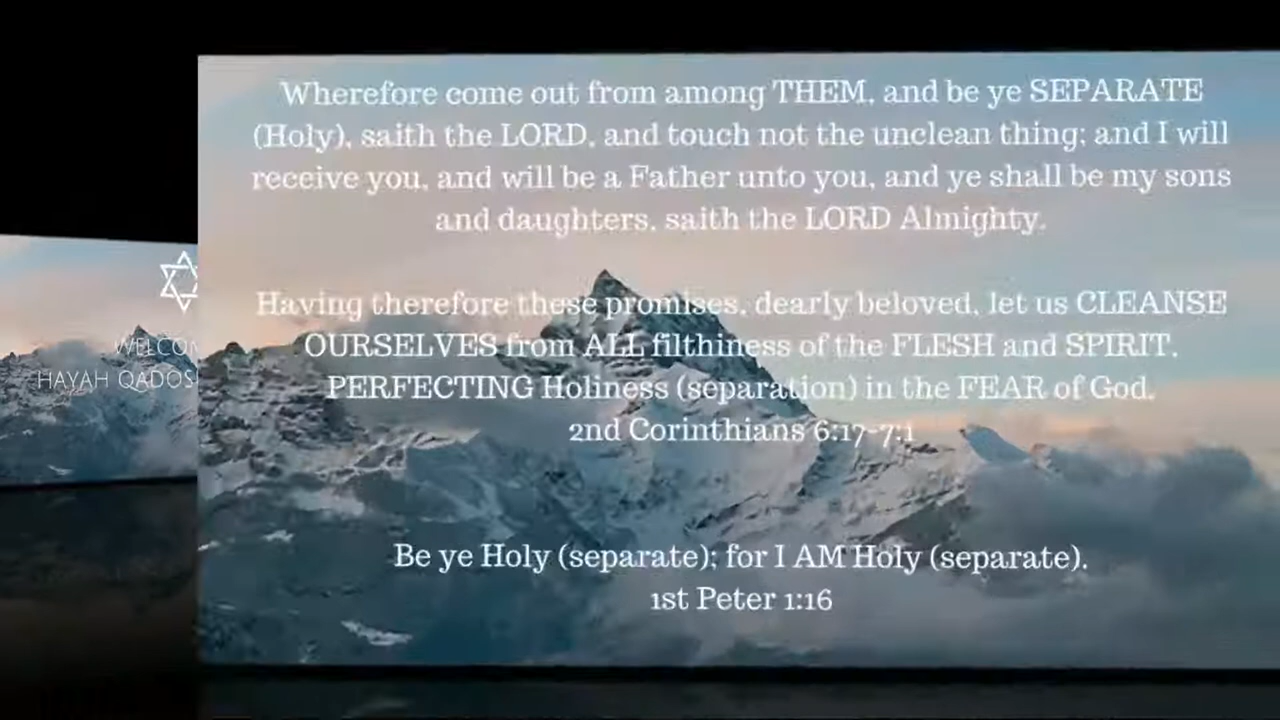 Wherefore come out from among THEM, and be ye SEPARATE
(Holy), saith the LORD, and touch not the unclean thing; and I will
receive you, and will be a Father unto you, and ye shall be my sons
and daughters, saith the LORD Almighty.
Having therefore these promises, dearly beloved, let us CLEANSE
OURSELVES from ALL filthiness of the FLESH and SPIRIT,
PERFECTING Holiness (separation) in the FEAR of God.
2nd Corinthians 6:17-7:1
Be ye Holy (separate); for I AM Holy (separate).
1st Peter 1:16
HAYAH